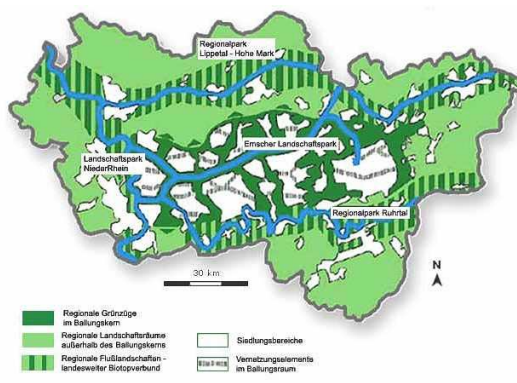 Regionalpark
Lippetal - Hohe Mark
Emscher Landschaftspark
Landschaftspark
NiederRhein
Regionalpark Ruhrtal
30 km
N
Regionale Grünzüge
im Ballungskern
Regionale Landschaftsräume
außerhalb des Ballungskerns
Regionale Flußlandschaften -
landesweiter Biotopverbund
Siedlungsbereiche
Vernetzungselemente
im Ballungsraum